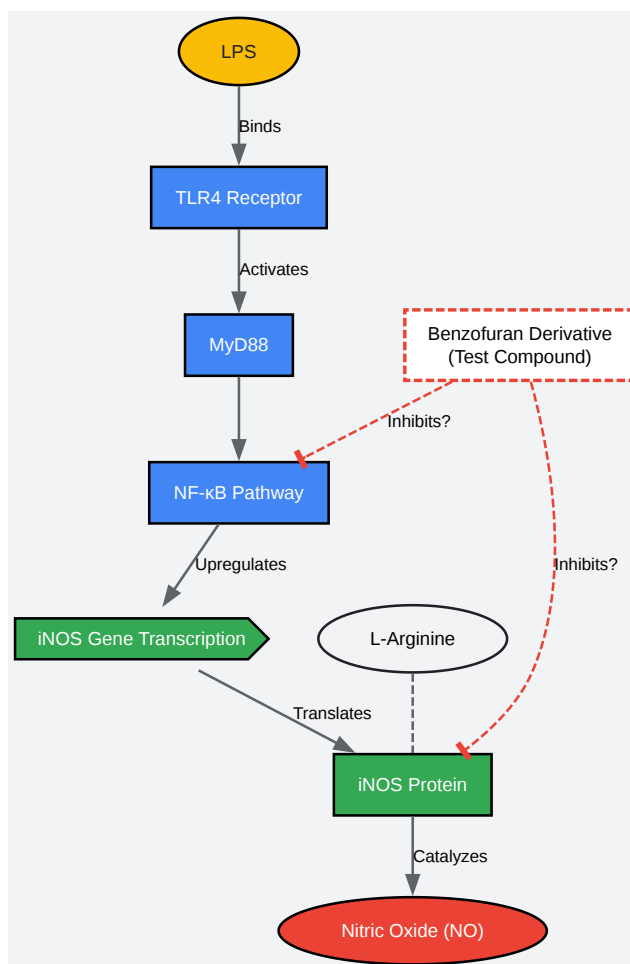 LPS
Binds
TLR4 Receptor
Activates
MyD88
Benzofuran Derivative
(Test Compound)
Inhibits?
NF-κB Pathway
Upregulates
Inhibits?
iNOS Gene Transcription
L-Arginine
Translates
iNOS Protein
Catalyzes
Nitric Oxide (NO)